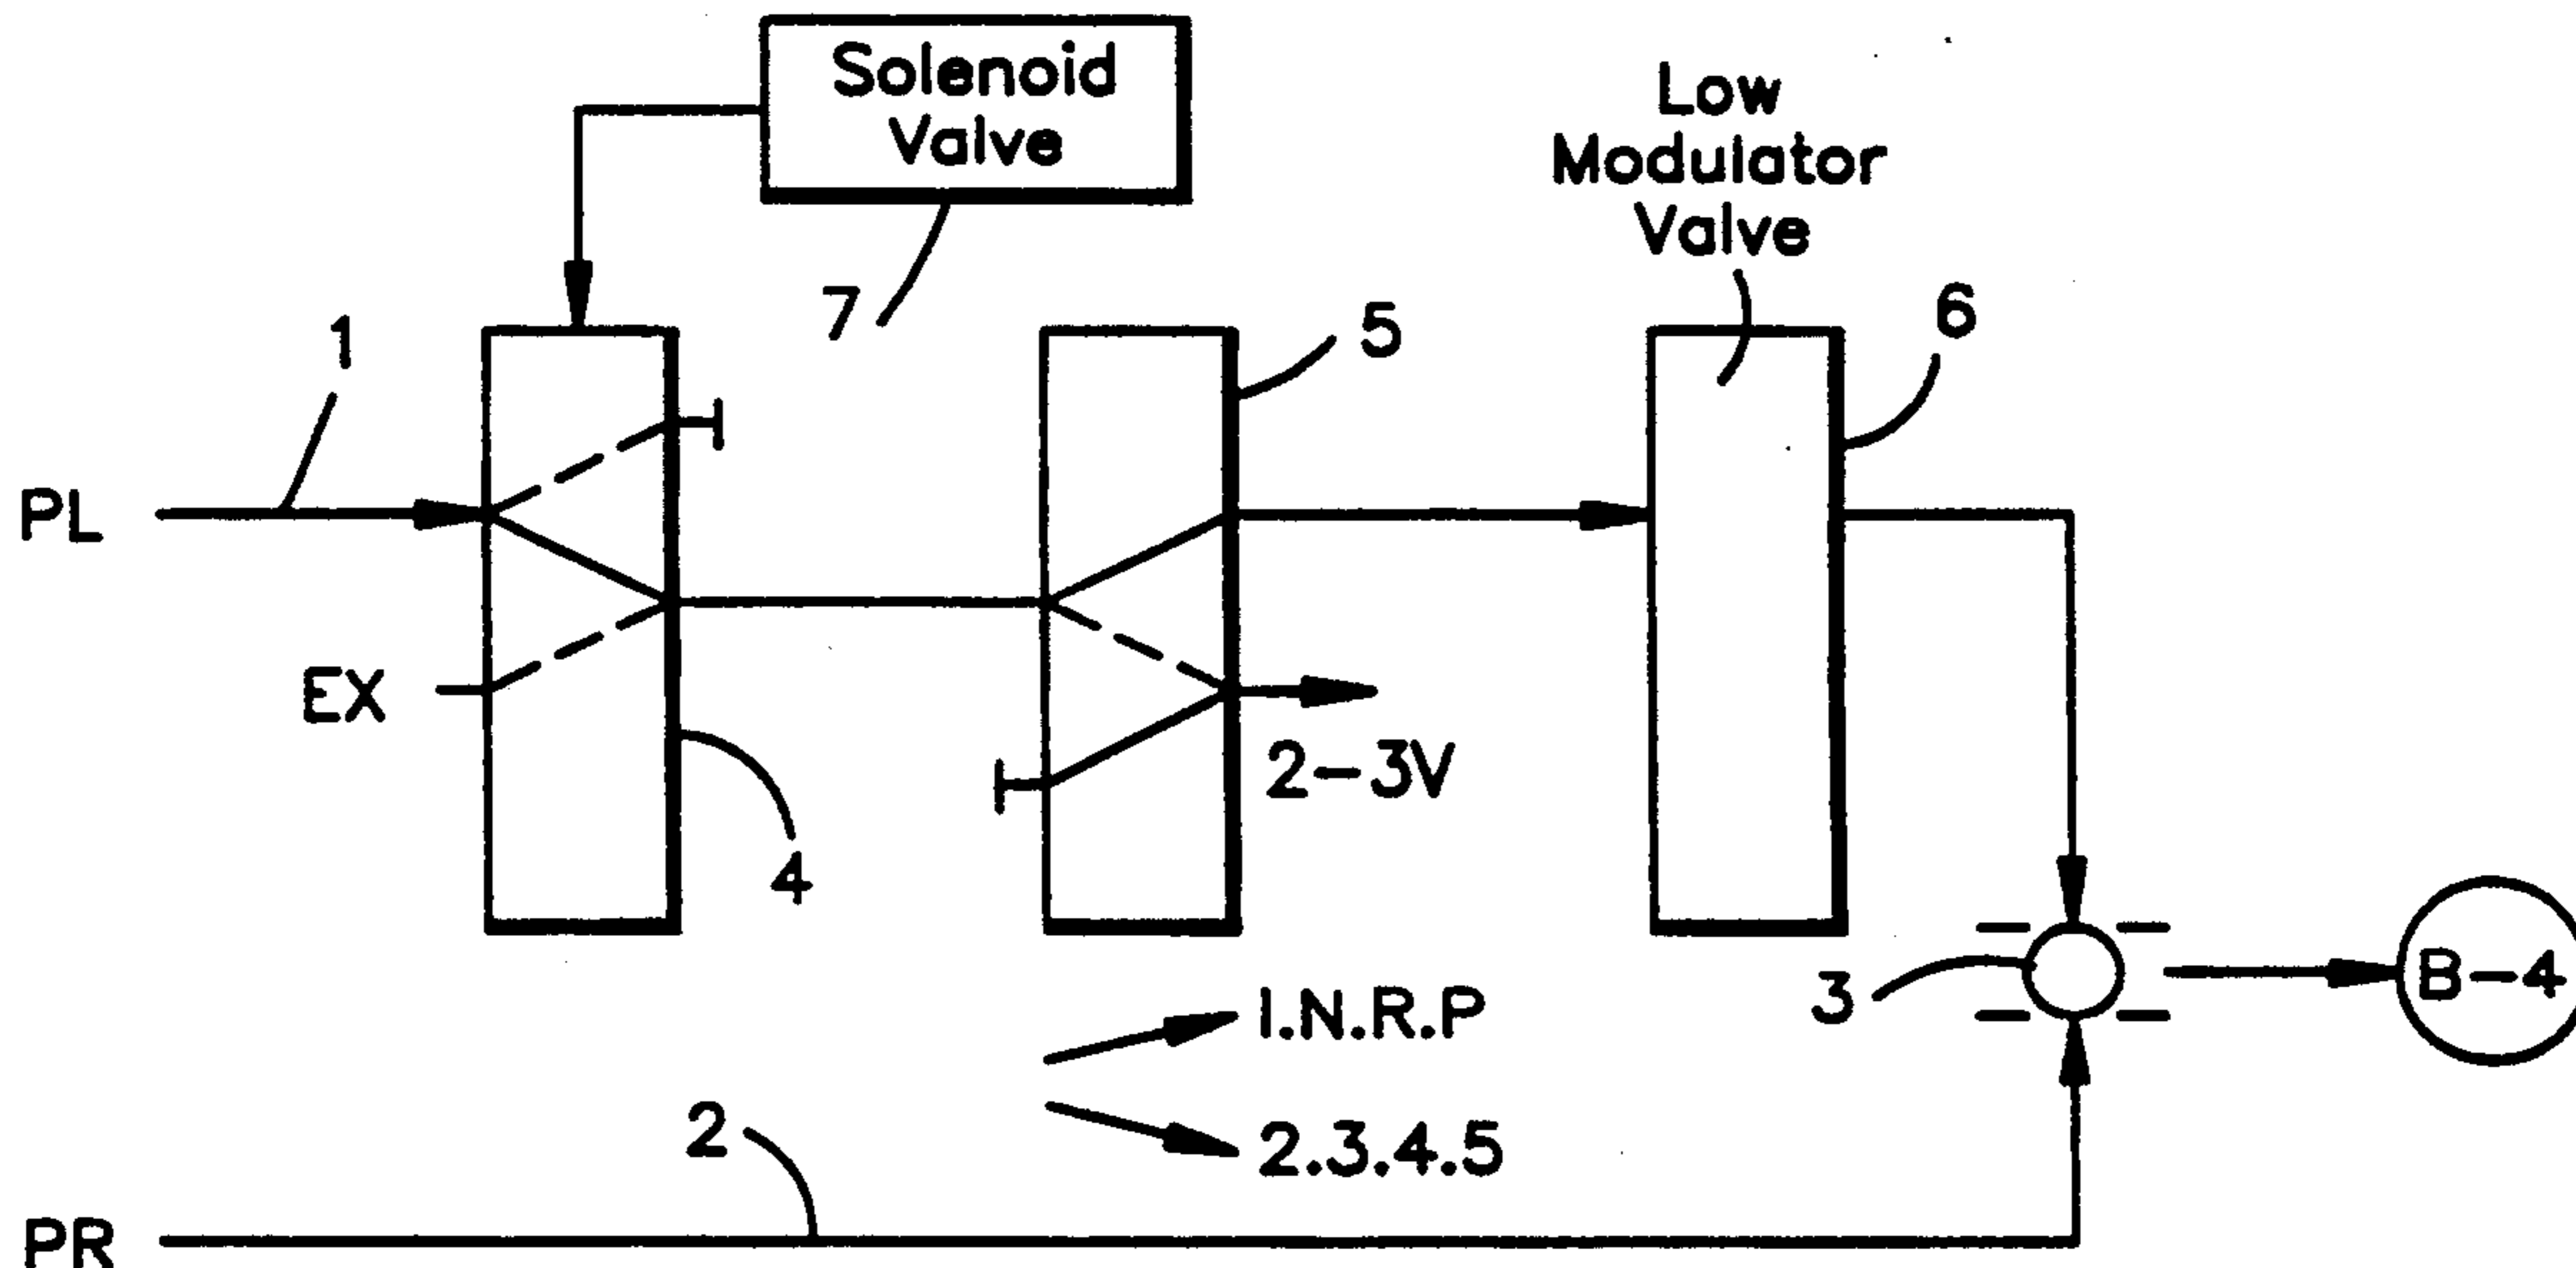 Solenoid
Valve
Low
Modulator
Valve
7
6
1
5
PL
EX
2-3V
4
3
B-4
1.N.R.P
2
2.3.4.5
PR